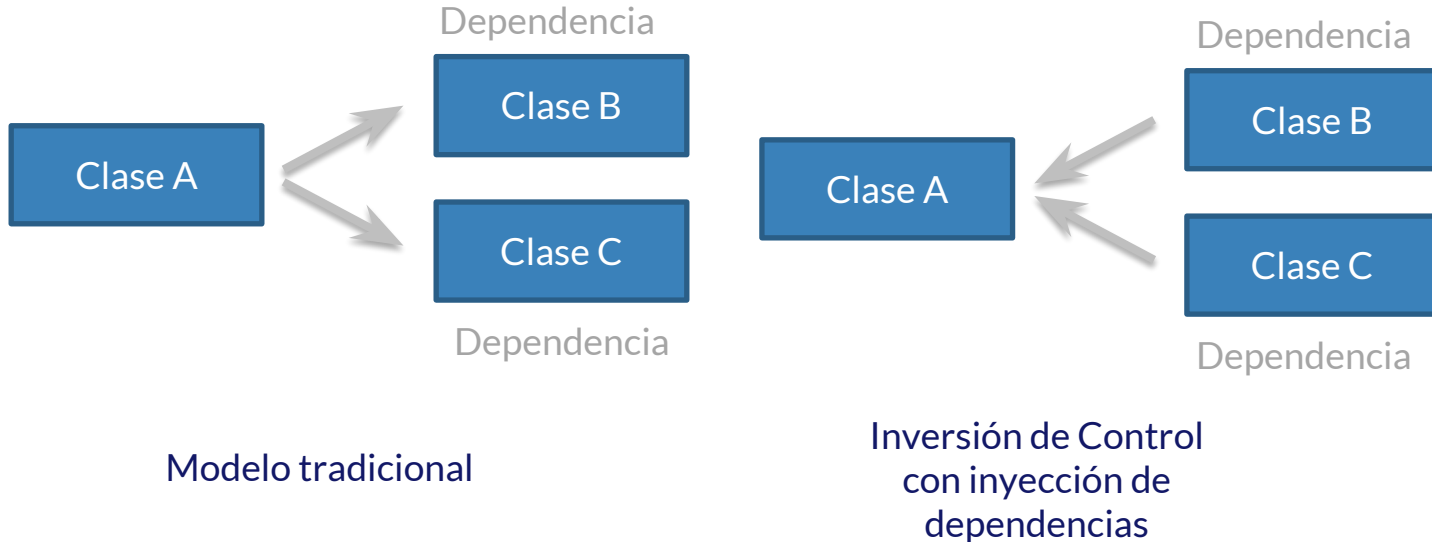 Dependencia
Clase B
Clase A
Clase C
Dependencia
Modelo tradicional
Dependencia
Clase B
Clase A
Clase C
Dependencia
Inversión de Control
con inyección de
dependencias